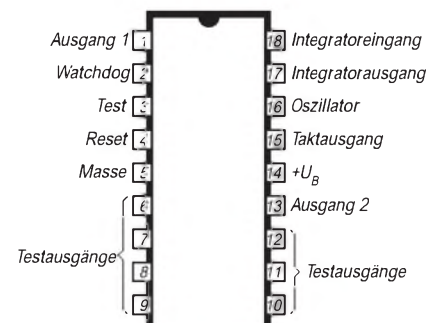 Ausgang 1 1 18 Integratoreingang
Watchdog 2 17 Integratorausgang
Test 3 16 Oszillator
Reset 4 15 Taktausgang
Masse 5 14 +U_B
6 13 Ausgang 2
7 12
Testausgänge 8 11 Testausgänge
9 10